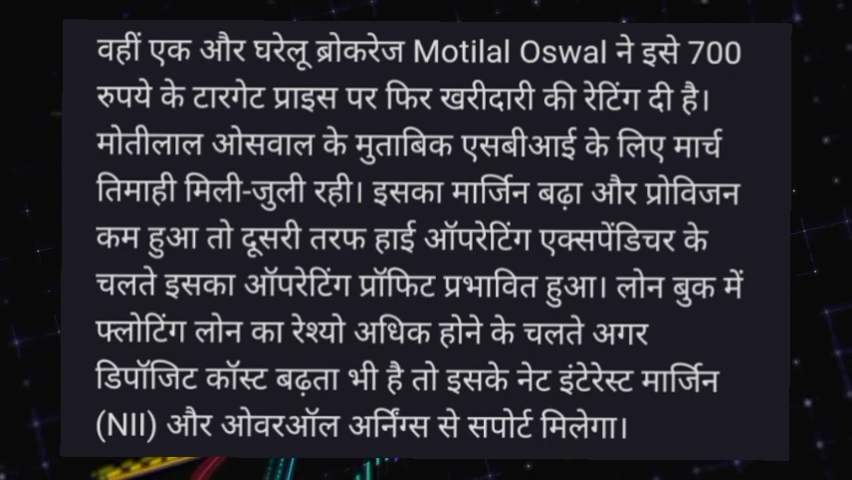 वहीं एक और घरेलू ब्रोकरेज Motilal Oswal ने इसे 700
रुपये के टारगेट प्राइस पर फिर खरीदारी की रेटिंग दी है।
मोतीलाल ओसवाल के मुताबिक एसबीआई के लिए मार्च
तिमाही मिली-जुली रही। इसका मार्जिन बढ़ा और प्रोविजन
कम हुआ तो दूसरी तरफ हाई ऑपरेटिंग एक्सपेंडिचर के
चलते इसका ऑपरेटिंग प्रॉफिट प्रभावित हुआ। लोन बुक में
फ्लोटिंग लोन का रेश्यो अधिक होने के चलते अगर
डिपॉजिट कॉस्ट बढ़ता भी है तो इसके नेट इंटेरेस्ट मार्जिन
(NII) और ओवरऑल अर्निंग्स से सपोर्ट मिलेगा।